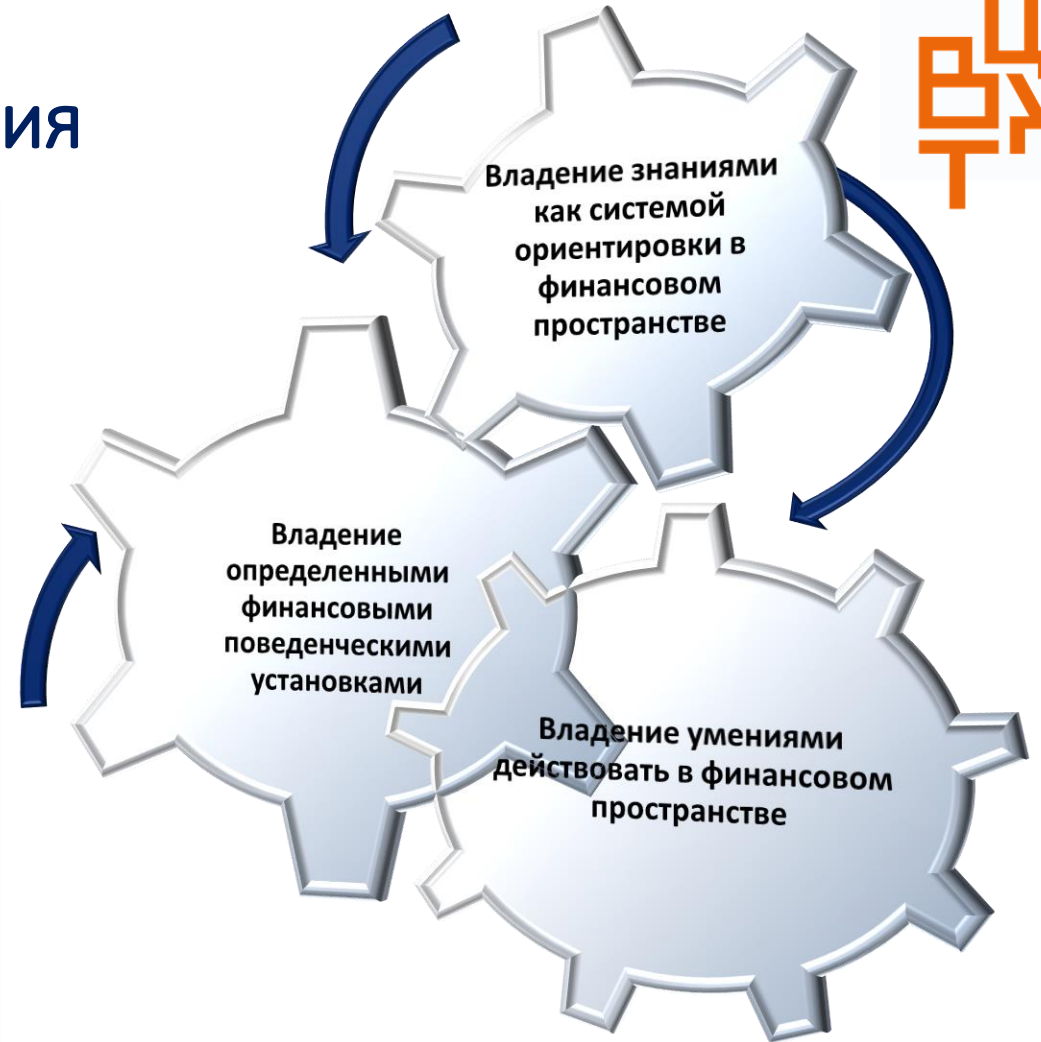 ия
Владение знаниями
как системой
ориентировки в
финансовом
пространстве
Владение
определенными
финансовыми
поведенческими
установками
Владение умениями
действовать в финансовом
пространстве